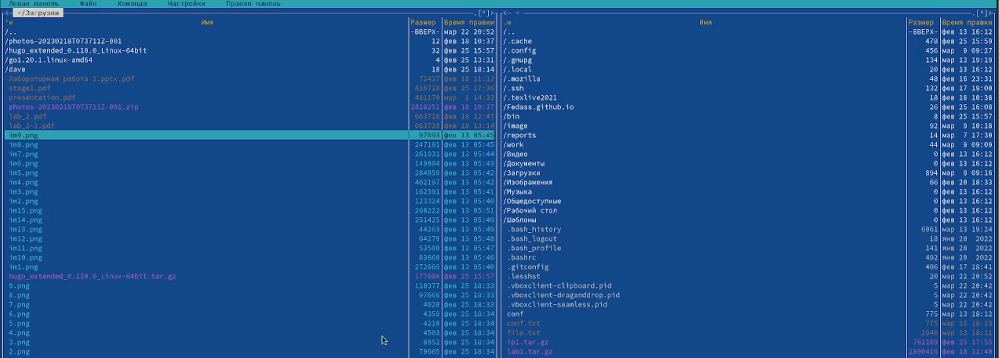 Левая панель Файл Команда Настройки Правая панель
<— ~/Загрузки .[^]>
'и Имя Размер Время правки
/.. -ВВЕРХ- мар 22 20:52
/photos-20230218T073711Z-001 12 фев 18 10:37
/hugo_extended_0.110.0_Linux-64bit 32 фев 25 15:57
/go1.20.1.linux-amd64 4 фев 25 13:31
/dave 18 фев 25 18:14
Лабораторная работа 1.pptx.pdf 72427 фев 18 11:12
stage1.pdf 816728 фев 25 17:36
presentation.pdf 481170 мар 1 14:33
photos-20230218T073711Z-001.zip 2828251 фев 18 10:37
lab_2.pdf 663728 фев 18 12:47
lab_2-1.pdf 663728 фев 18 13:14
im9.png 97093 фев 13 05:45
im8.png 247191 фев 13 05:45
im7.png 261031 фев 13 05:44
im6.png 149804 фев 13 05:43
im5.png 284859 фев 13 05:42
im4.png 462197 фев 13 05:42
im3.png 162391 фев 13 05:41
im2.png 123324 фев 13 05:40
im15.png 268222 фев 13 05:51
im14.png 251425 фев 13 05:49
im13.png 44263 фев 13 05:49
im12.png 64270 фев 13 05:48
im11.png 53500 фев 13 05:47
im10.png 83660 фев 13 05:46
im1.png 272669 фев 13 05:40
hugo_extended_0.110.0_Linux-64bit.tar.gz 17769K фев 25 15:57
9.png 110377 фев 25 18:33
8.png 97666 фев 25 18:33
7.png 4020 фев 25 18:33
6.png 4359 фев 25 18:34
5.png 4210 фев 25 18:34
4.png 4503 фев 25 18:34
3.png 8852 фев 25 18:34
2.png 70665 фев 25 18:34
<— ~ .[^]>
.и Имя Размер Время правки
/.. -ВВЕРХ- фев 13 16:12
/.cache 478 фев 25 15:59
/.config 456 мар 9 09:27
/.gnupg 134 мар 13 19:19
/.local 20 фев 13 16:12
/.mozilla 48 фев 16 23:31
/.ssh 132 фев 17 19:00
/.texlive2021 18 фев 18 10:38
/Fedass.github.io 26 фев 25 16:08
/bin 8 фев 25 15:57
/image 92 мар 9 10:18
/reports 14 мар 7 17:30
/work 44 мар 9 09:09
/Видео 0 фев 13 16:12
/Документы 0 фев 13 16:12
/Загрузки 894 мар 9 09:16
/Изображения 66 фев 20 18:33
/Музыка 0 фев 13 16:12
/Общедоступные 0 фев 13 16:12
/Рабочий стол 0 фев 13 16:12
/Шаблоны 0 фев 13 16:12
.bash_history 6061 мар 13 19:24
.bash_logout 18 янв 20 2022
.bash_profile 141 янв 20 2022
.bashrc 492 янв 20 2022
.gitconfig 406 фев 17 18:41
.lesshst 20 мар 22 20:52
.vboxclient-clipboard.pid 5 мар 22 20:42
.vboxclient-draganddrop.pid 5 мар 22 20:42
.vboxclient-seamless.pid 5 мар 22 20:42
conf 775 мар 13 18:12
conf.txt 775 мар 13 18:13
file.txt 2940 мар 13 18:11
ip1.tar.gz 761189 фев 25 17:55
lab1.tar.gz 2800416 фев 18 11:40